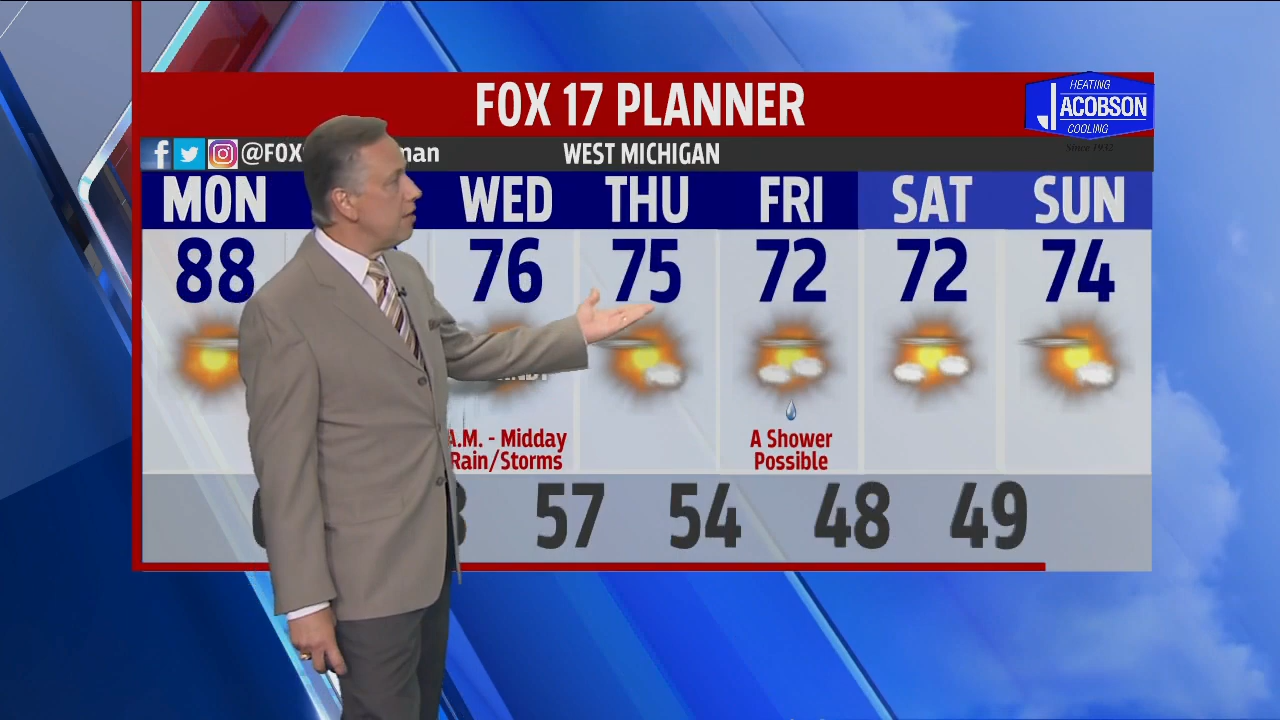 FOX 17 PLANNER
HEATING
JACOBSON
COOLING
Since 1932
@FOX man
WEST MICHIGAN
MON WED THU FRI SAT SUN
88 76 75 72 72 74
A.M. - Midday
Rain/Storms
A Shower
Possible
57 54 48 49